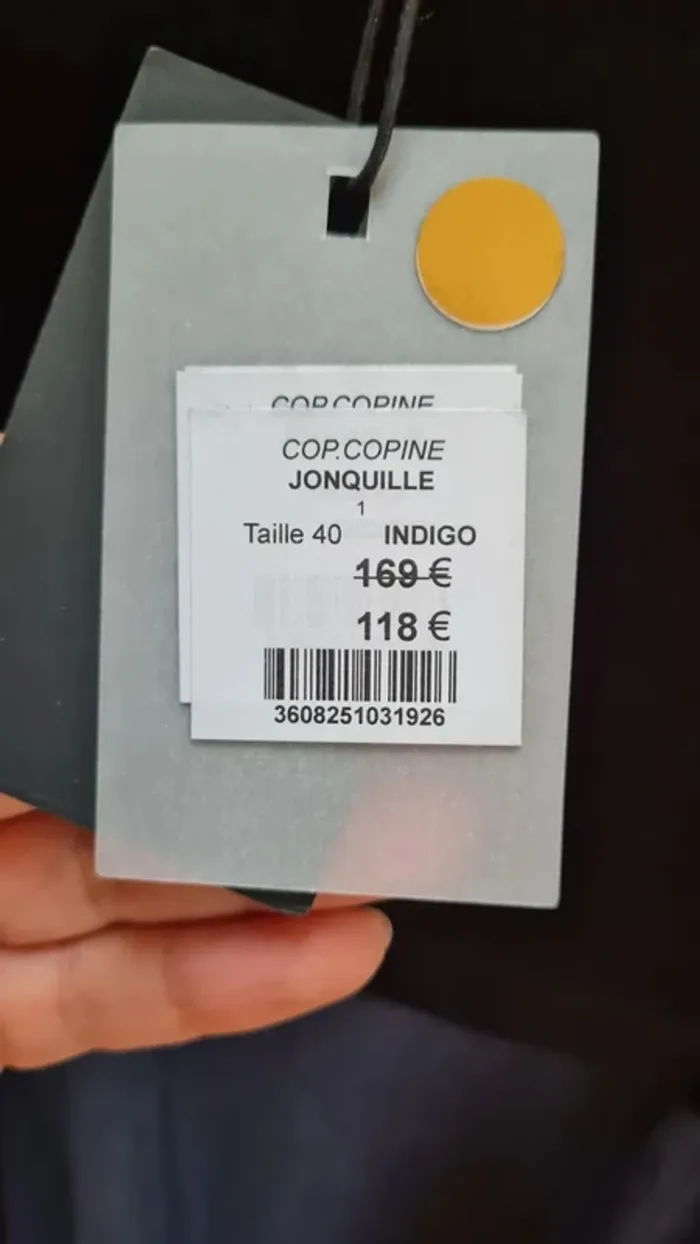 COP.COPINE
COP.COPINE
JONQUILLE
1
Taille 40 INDIGO
169 €
118 €
3608251031926